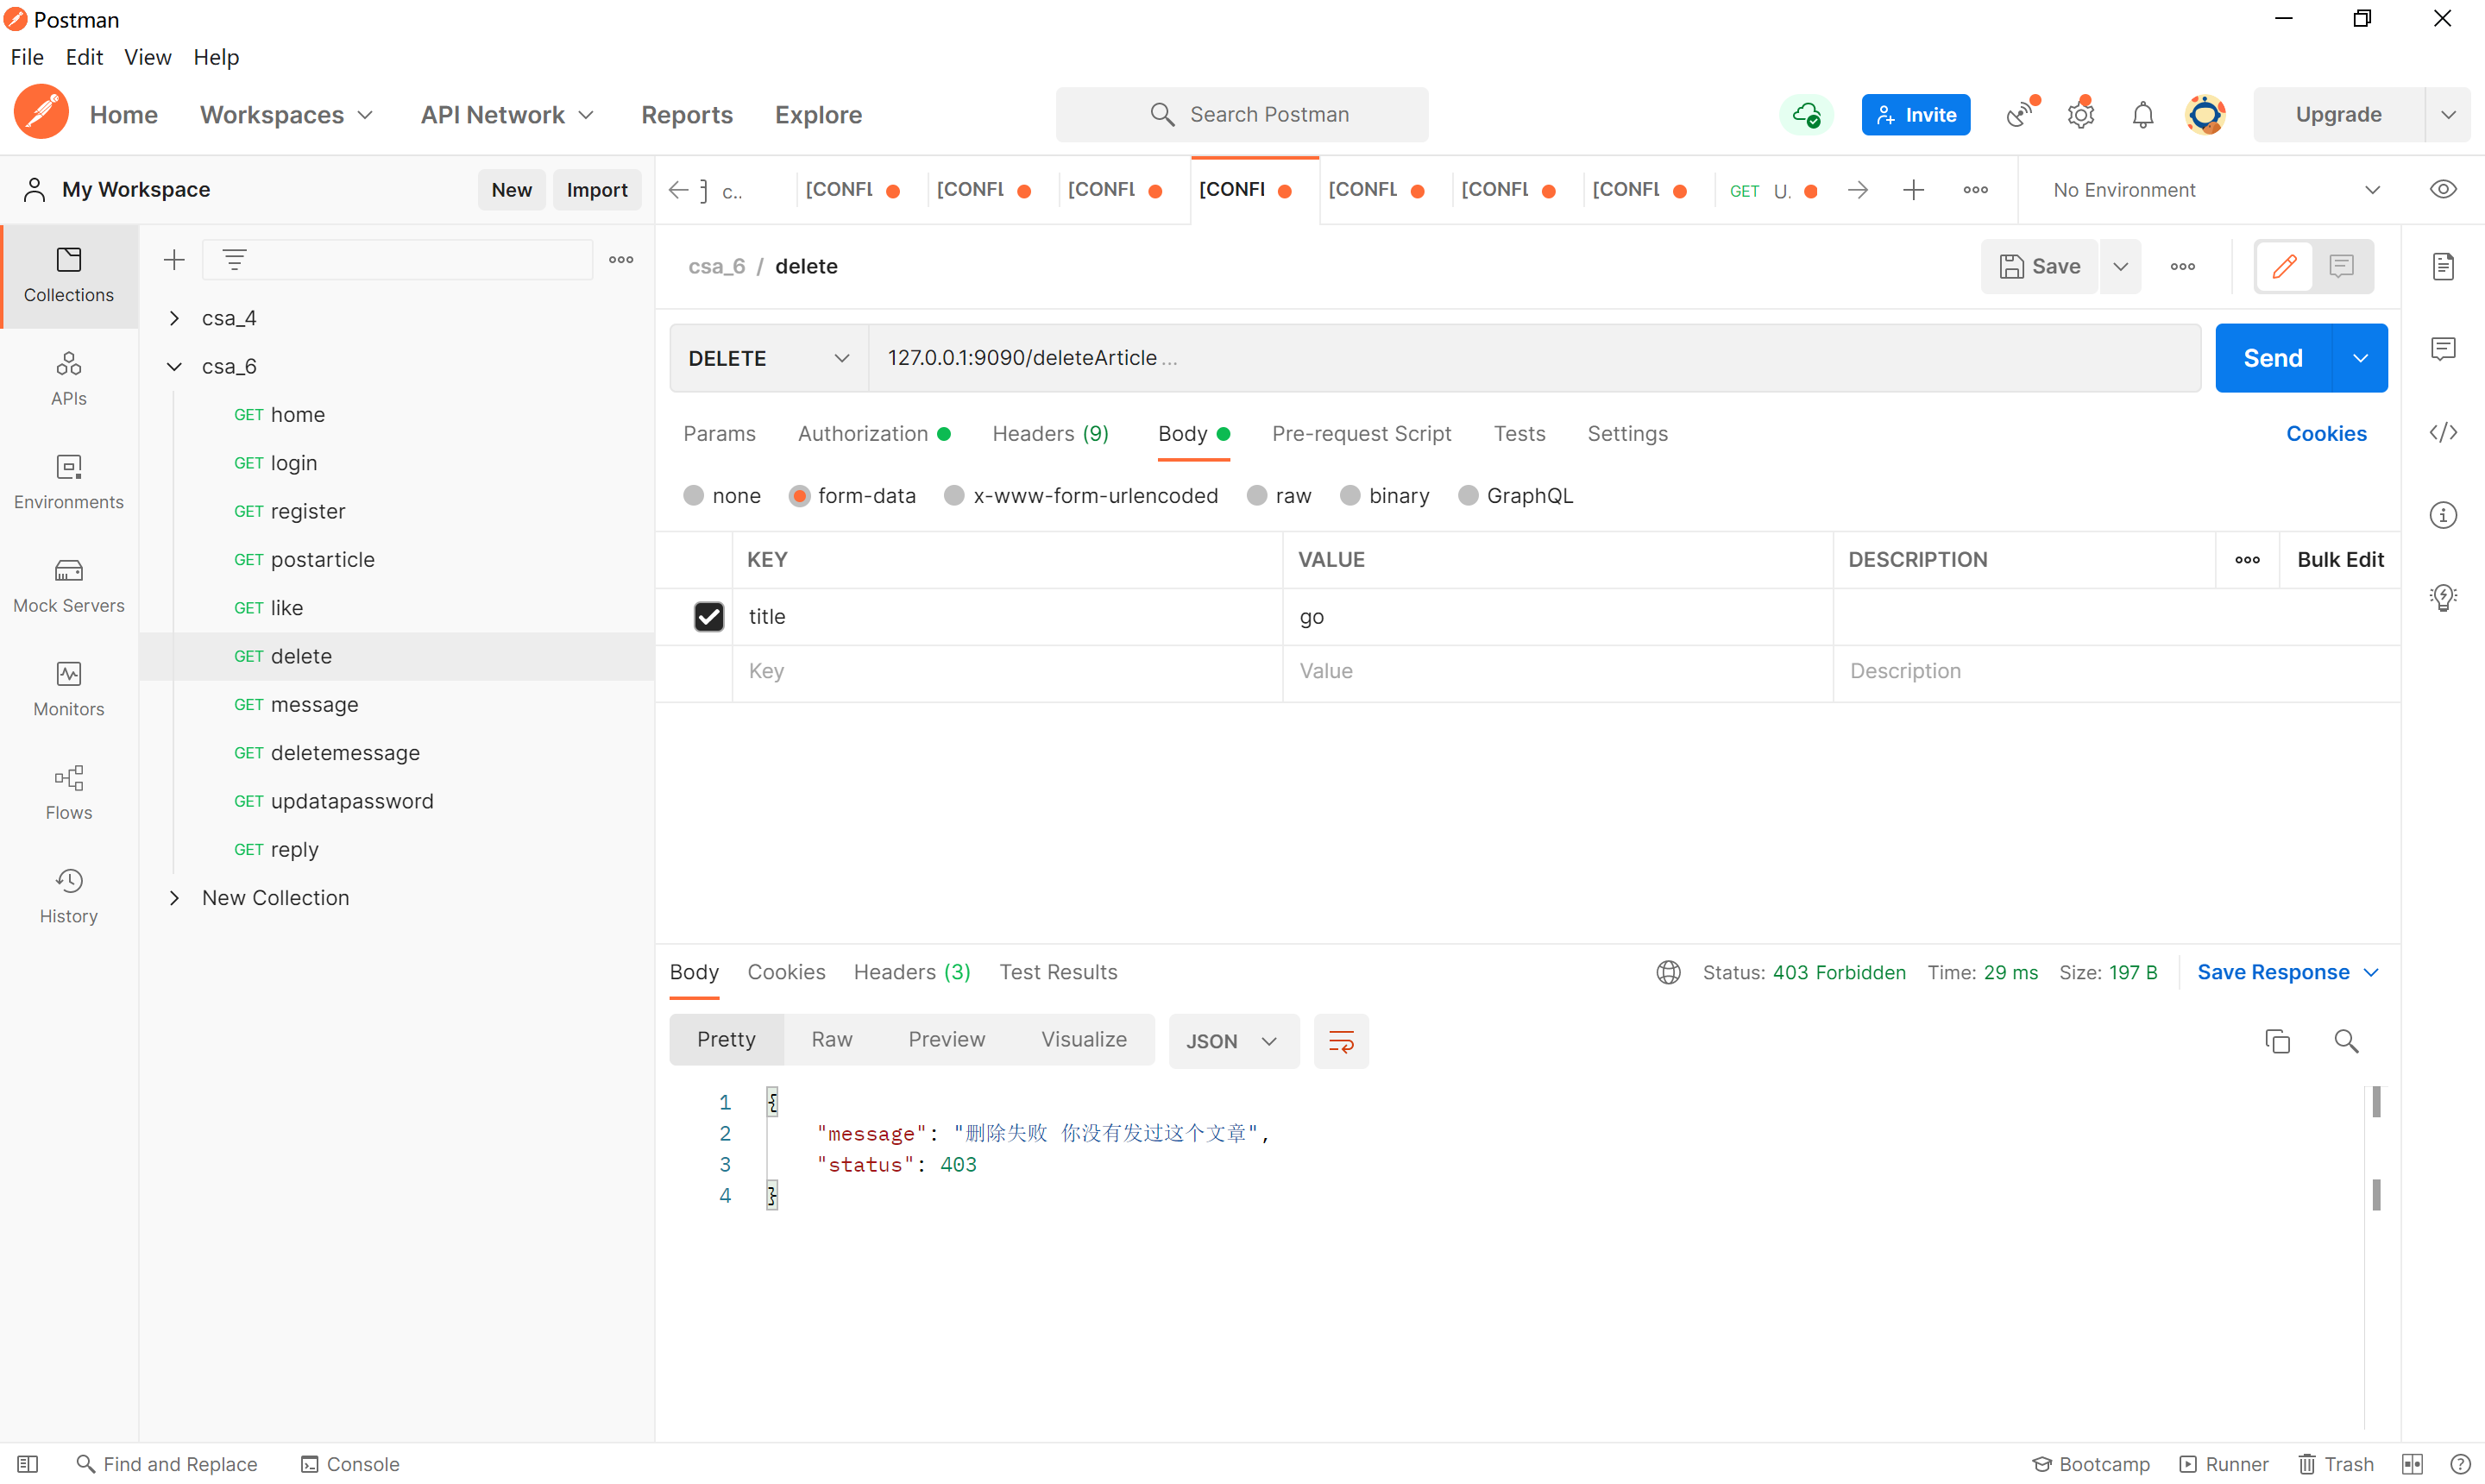 Postman
File Edit View Help
Home Workspaces API Network Reports Explore Search Postman Invite Upgrade
My Workspace New Import c.. [CONFL [CONFL [CONFL [CONFI [CONFL [CONFL [CONFL GET U. No Environment
Collections
APIs
Environments
Mock Servers
Monitors
Flows
History
csa_4
csa_6
GET home
GET login
GET register
GET postarticle
GET like
GET delete
GET message
GET deletemessage
GET updatapassword
GET reply
New Collection
csa_6 / delete Save
DELETE 127.0.0.1:9090/deleteArticle... Send
Params Authorization Headers (9) Body Pre-request Script Tests Settings Cookies
none form-data x-www-form-urlencoded raw binary GraphQL
KEY VALUE DESCRIPTION Bulk Edit
title go
Key Value Description
Body Cookies Headers (3) Test Results Status: 403 Forbidden Time: 29 ms Size: 197 B Save Response
Pretty Raw Preview Visualize JSON
1 {
2 "message": "删除失败 你没有发过这个文章",
3 "status": 403
4 }
Find and Replace Console Bootcamp Runner Trash